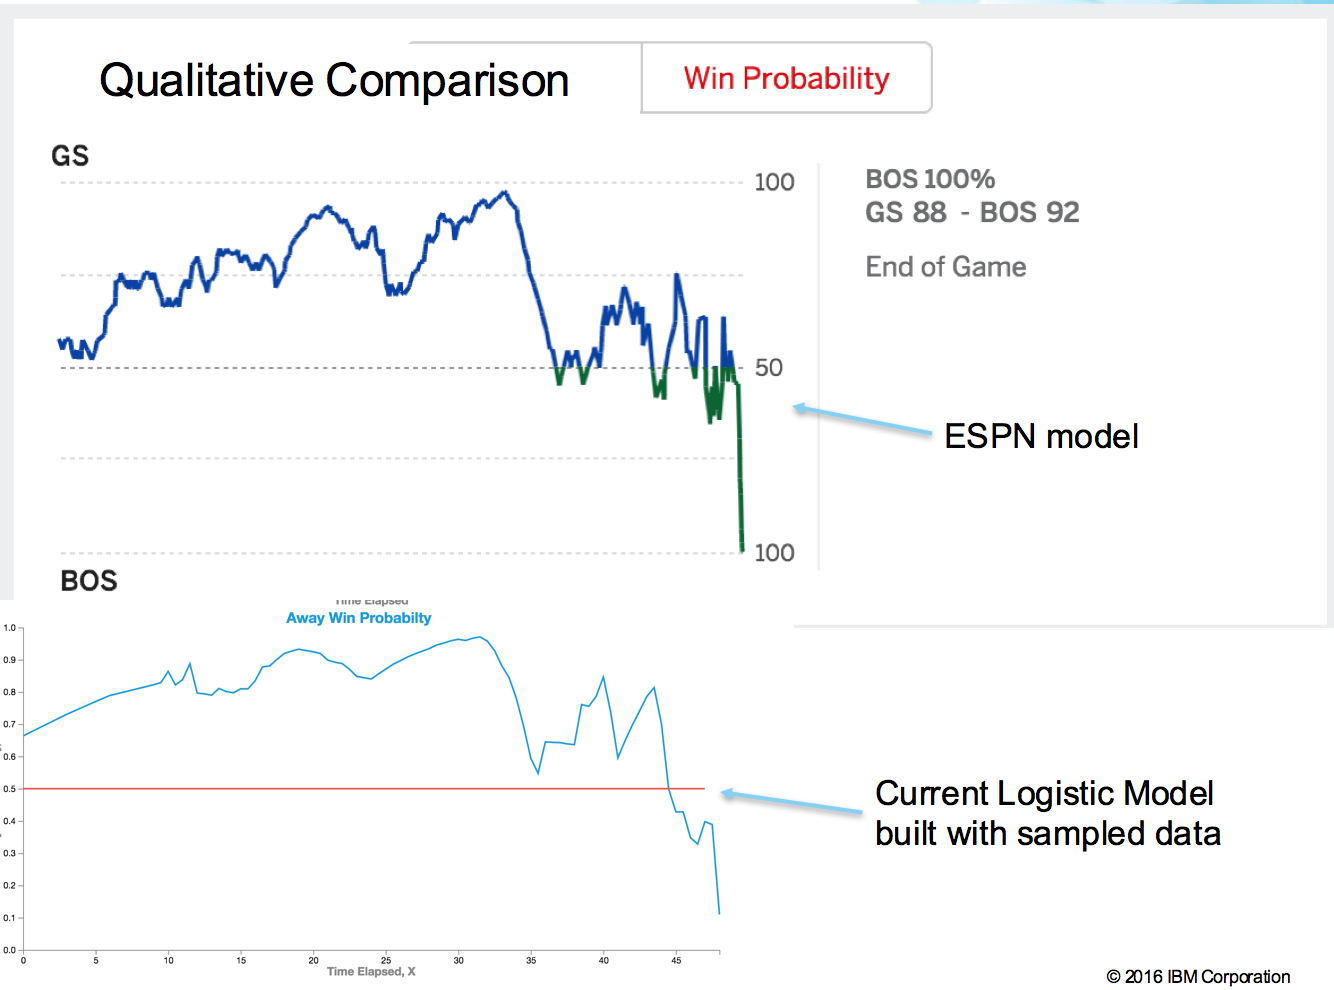 Qualitative Comparison
Win Probability
GS
100
BOS 100%
GS 88 - BOS 92
End of Game
50
ESPN model
100
BOS
Time Elapsed
Away Win Probabilty
1.0
0.9
0.8
0.7
0.6
0.5
0.4
0.3
0.2
0.1
0.0
Current Logistic Model
built with sampled data
0 5 10 15 20 25 30 35 40 45
Time Elapsed, X
© 2016 IBM Corporation